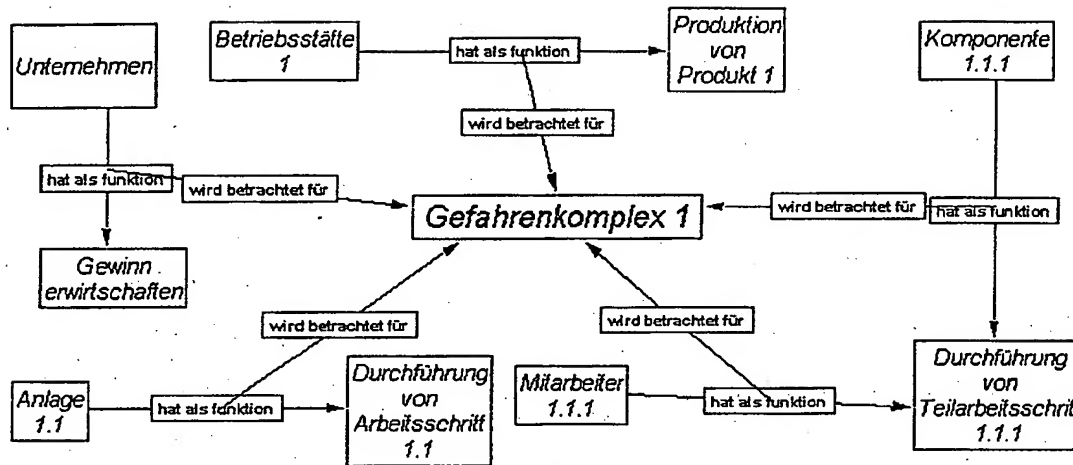 Unternehmen
Betriebsstätte
1
hat als funktion
Produktion
von
Produkt 1
Komponente
1.1.1
wird betrachtet für
hat als funktion
wird betrachtet für
Gefahrenkomplex 1
wird betrachtet für
hat als funktion
Gewinn
erwirtschaften
wird betrachtet für
wird betrachtet für
Anlage
1.1
hat als funktion
Durchführung
von
Arbeitsschritt
1.1
Mitarbeiter
1.1.1
hat als funktion
Durchführung
von
Teilarbeitsschritt
1.1.1